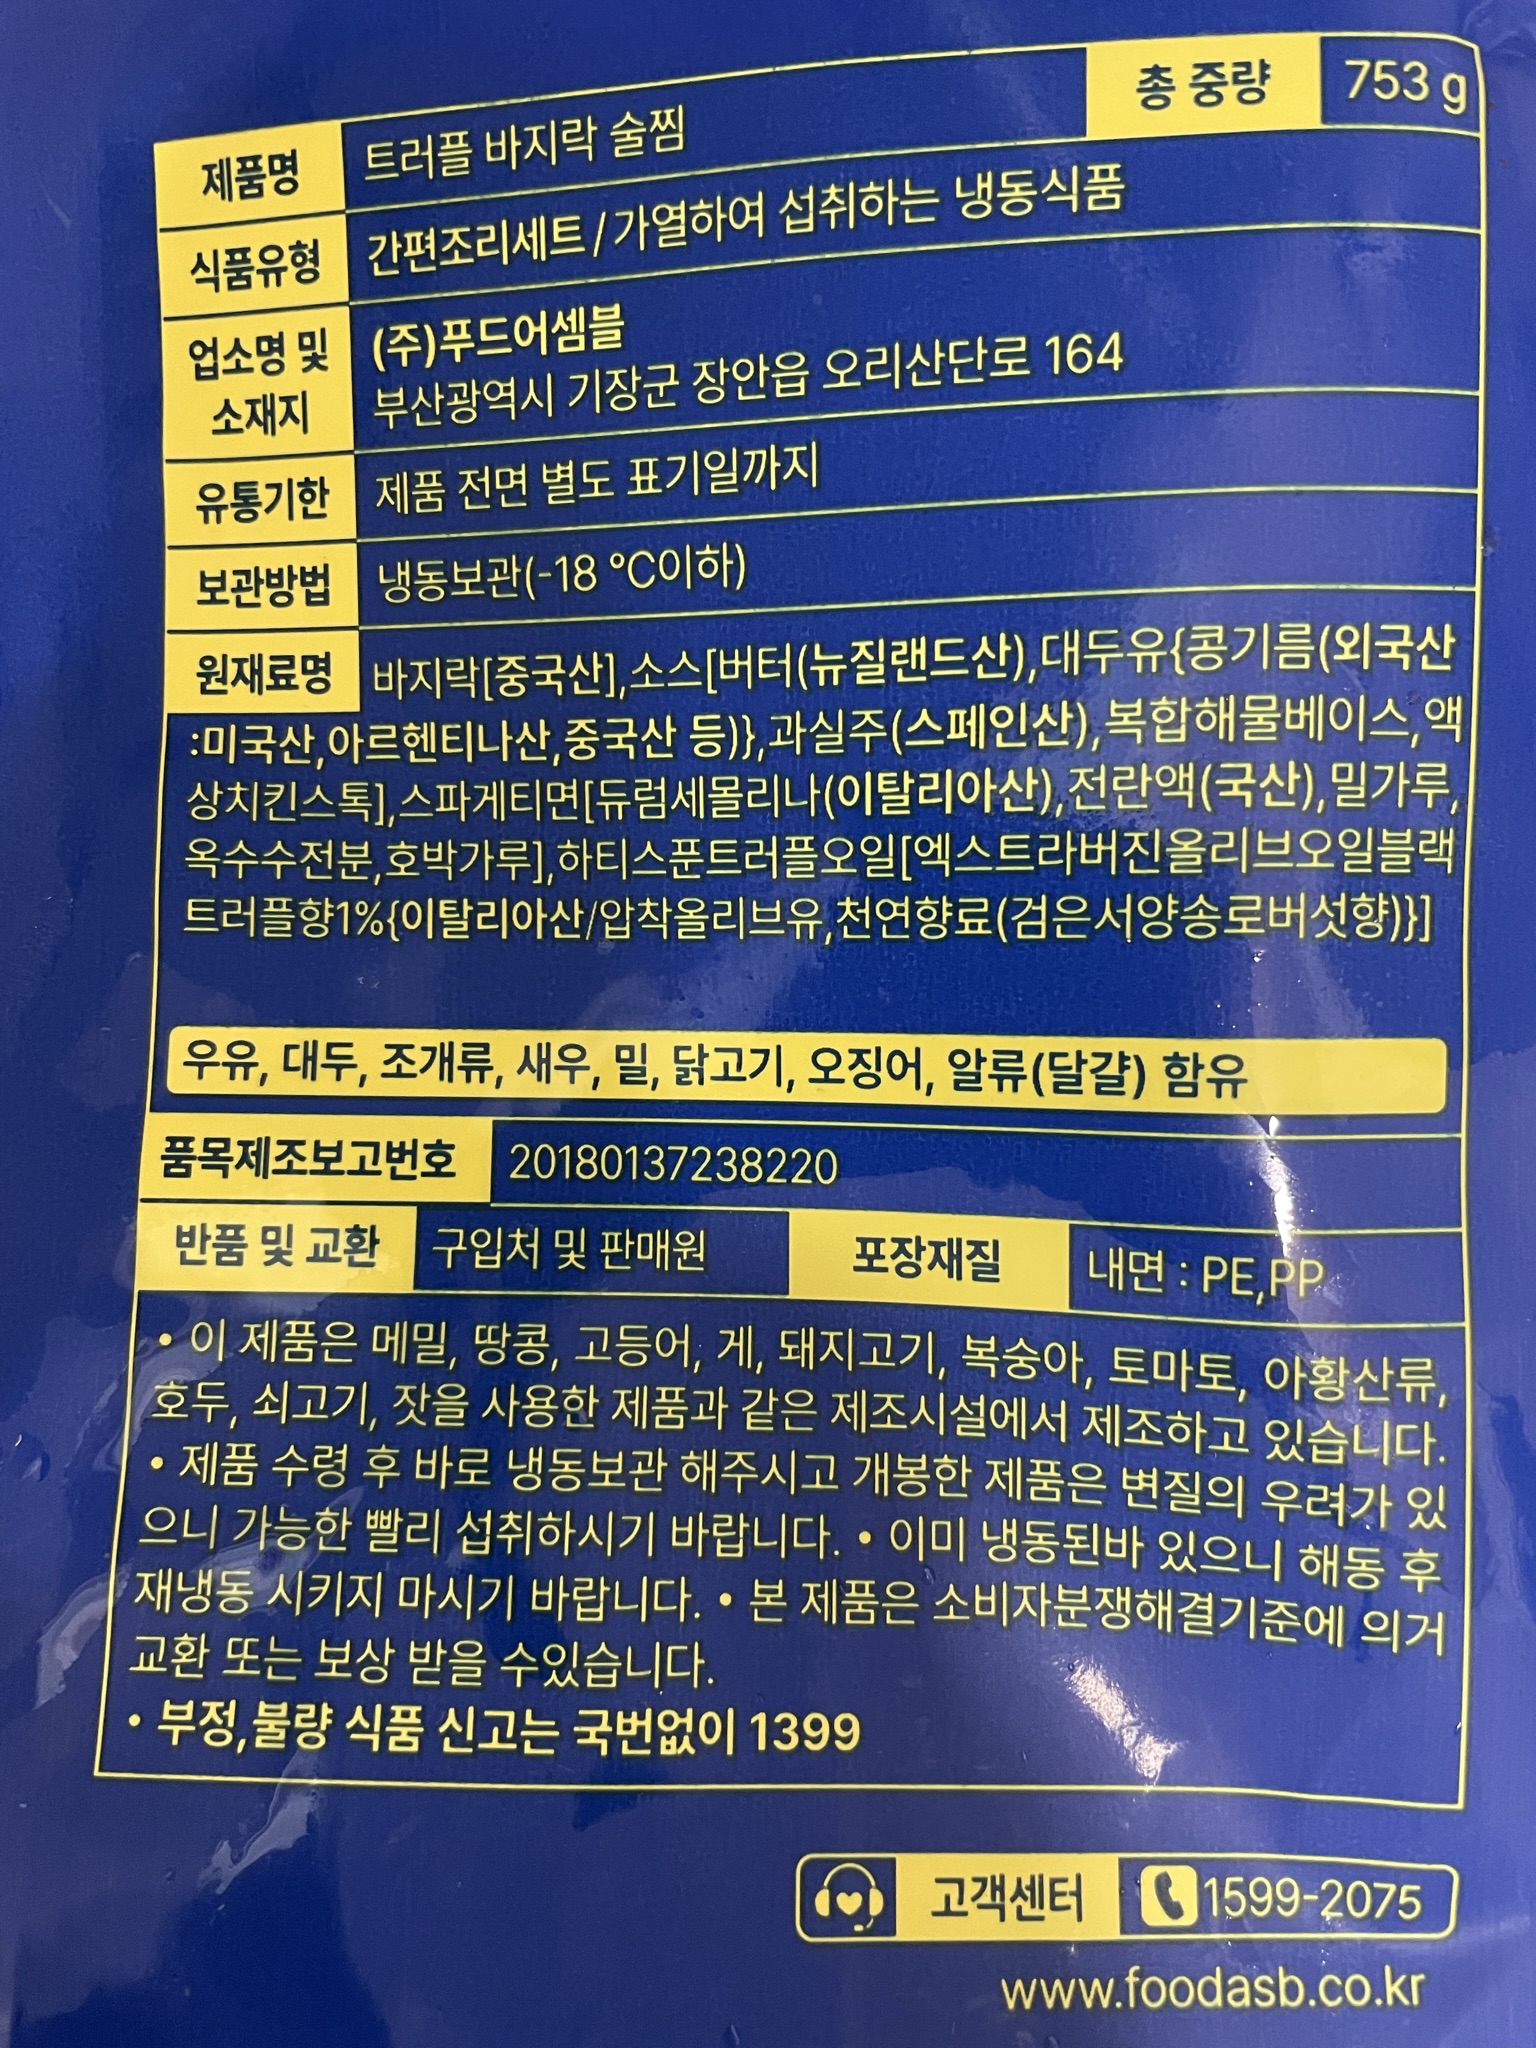 총 중량 753 g
제품명 트러플 바지락 술찜
식품유형 간편조리세트/가열하여 섭취하는 냉동식품
업소명 및 소재지
(주)푸드어셈블
부산광역시 기장군 장안읍 오리산단로 164
유통기한 제품 전면 별도 표기일까지
보관방법 냉동보관(-18 °C이하)
원재료명 바지락[중국산],소스[버터(뉴질랜드산),대두유{콩기름(외국산
:미국산,아르헨티나산,중국산 등)},과실주(스페인산),복합해물베이스,액
상치킨스톡],스파게티면[듀럼세몰리나(이탈리아산),전란액(국산),밀가루,
옥수수전분,호박가루],하티스푼트러플오일[엑스트라버진올리브오일블랙
트러플향1%{이탈리아산/압착올리브유,천연향료(검은서양송로버섯향)}]
우유, 대두, 조개류, 새우, 밀, 닭고기, 오징어, 알류(달걀) 함유
품목제조보고번호 20180137238220
반품 및 교환 구입처 및 판매원 포장재질 내면 : PE,PP
• 이 제품은 메밀, 땅콩, 고등어, 게, 돼지고기, 복숭아, 토마토, 아황산류,
호두, 쇠고기, 잣을 사용한 제품과 같은 제조시설에서 제조하고 있습니다.
• 제품 수령 후 바로 냉동보관 해주시고 개봉한 제품은 변질의 우려가 있
으니 가능한 빨리 섭취하시기 바랍니다. • 이미 냉동된바 있으니 해동 후
재냉동 시키지 마시기 바랍니다. • 본 제품은 소비자분쟁해결기준에 의거
교환 또는 보상 받을 수있습니다.
• 부정,불량 식품 신고는 국번없이 1399
고객센터 1599-2075
www.foodasb.co.kr